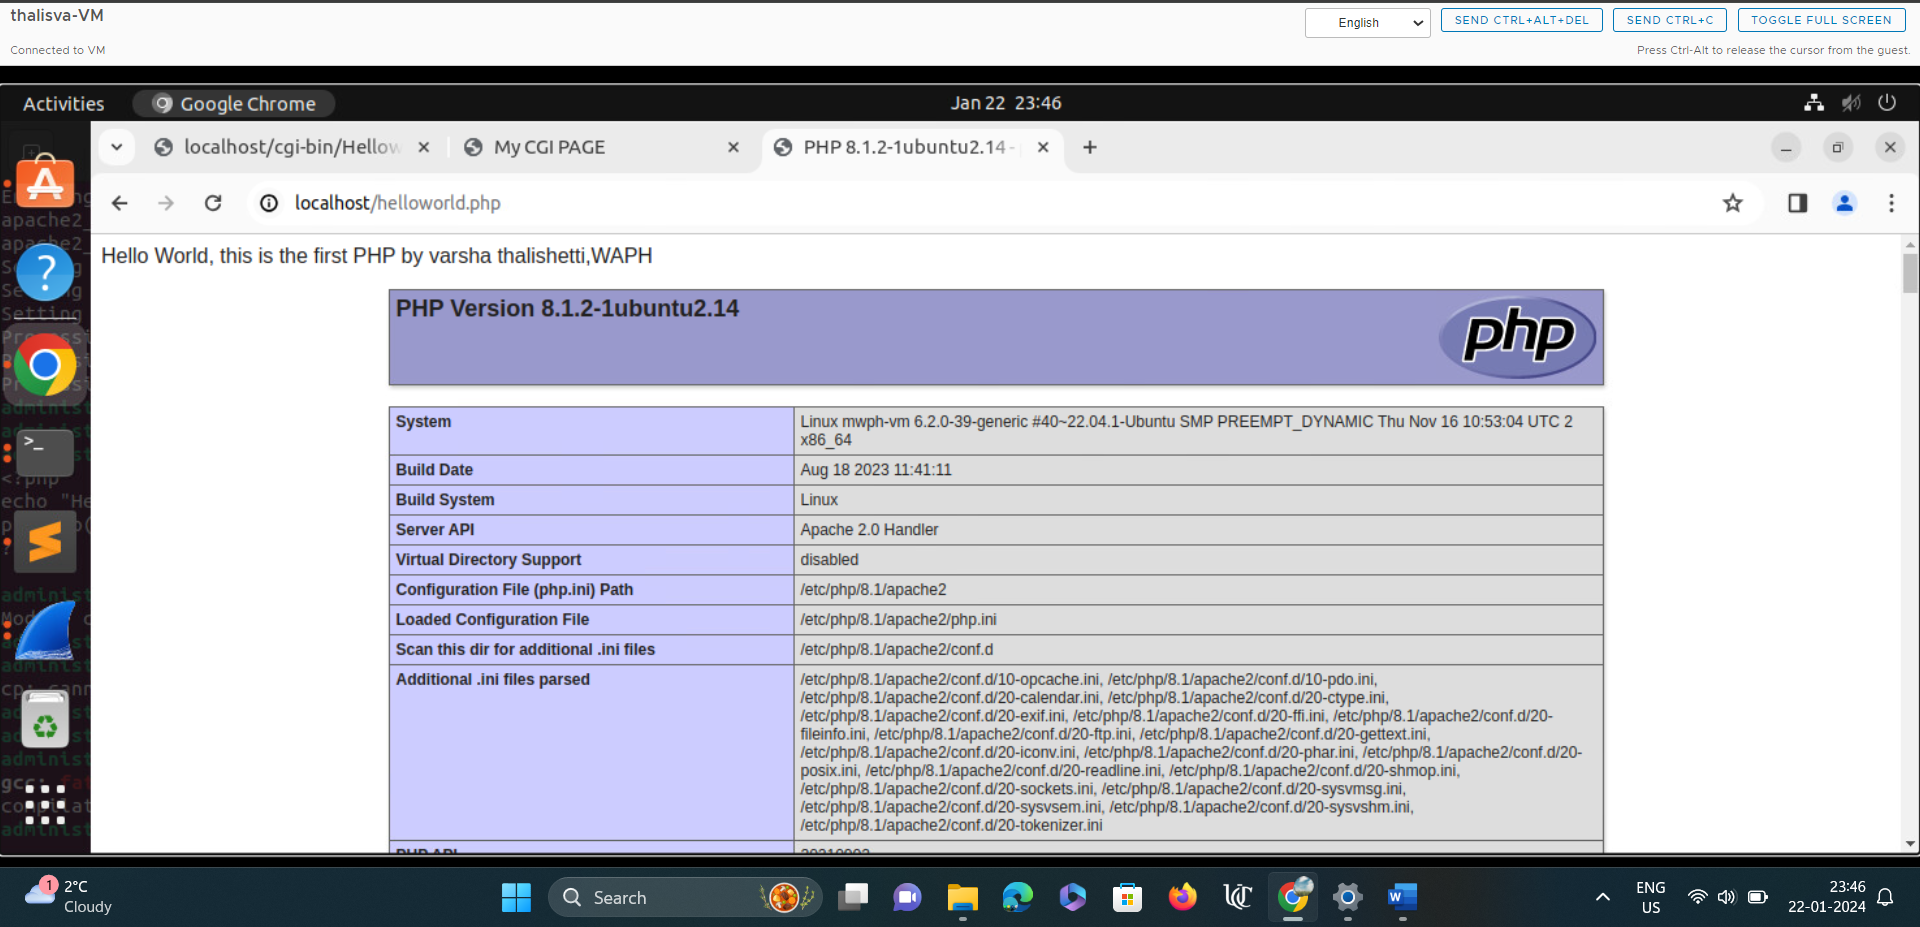 thalisva-VM
English
SEND CTRL+ALT+DEL
SEND CTRL+C
TOGGLE FULL SCREEN
Connected to VM
Press Ctrl-Alt to release the cursor from the guest.
Activities
Google Chrome
Jan 22 23:46
localhost/cgi-bin/Hellow
My CGI PAGE
PHP 8.1.2-1ubuntu2.14 -
localhost/helloworld.php
Hello World, this is the first PHP by varsha thalishetti,WAPH
PHP Version 8.1.2-1ubuntu2.14
php
System
Linux mwph-vm 6.2.0-39-generic #40~22.04.1-Ubuntu SMP PREEMPT_DYNAMIC Thu Nov 16 10:53:04 UTC 2
x86_64
Build Date
Aug 18 2023 11:41:11
Build System
Linux
Server API
Apache 2.0 Handler
Virtual Directory Support
disabled
Configuration File (php.ini) Path
/etc/php/8.1/apache2
Loaded Configuration File
/etc/php/8.1/apache2/php.ini
Scan this dir for additional .ini files
/etc/php/8.1/apache2/conf.d
Additional .ini files parsed
/etc/php/8.1/apache2/conf.d/10-opcache.ini, /etc/php/8.1/apache2/conf.d/10-pdo.ini,
/etc/php/8.1/apache2/conf.d/20-calendar.ini, /etc/php/8.1/apache2/conf.d/20-ctype.ini,
/etc/php/8.1/apache2/conf.d/20-exif.ini, /etc/php/8.1/apache2/conf.d/20-ffi.ini, /etc/php/8.1/apache2/conf.d/20-
fileinfo.ini, /etc/php/8.1/apache2/conf.d/20-ftp.ini, /etc/php/8.1/apache2/conf.d/20-gettext.ini,
/etc/php/8.1/apache2/conf.d/20-iconv.ini, /etc/php/8.1/apache2/conf.d/20-phar.ini, /etc/php/8.1/apache2/conf.d/20-
posix.ini, /etc/php/8.1/apache2/conf.d/20-readline.ini, /etc/php/8.1/apache2/conf.d/20-shmop.ini,
/etc/php/8.1/apache2/conf.d/20-sockets.ini, /etc/php/8.1/apache2/conf.d/20-sysvmsg.ini,
/etc/php/8.1/apache2/conf.d/20-sysvsem.ini, /etc/php/8.1/apache2/conf.d/20-sysvshm.ini,
/etc/php/8.1/apache2/conf.d/20-tokenizer.ini
PHP API
apache2_
Setting
<?php
echo "He
1
2°C
Cloudy
Search
ENG
US
23:46
22-01-2024